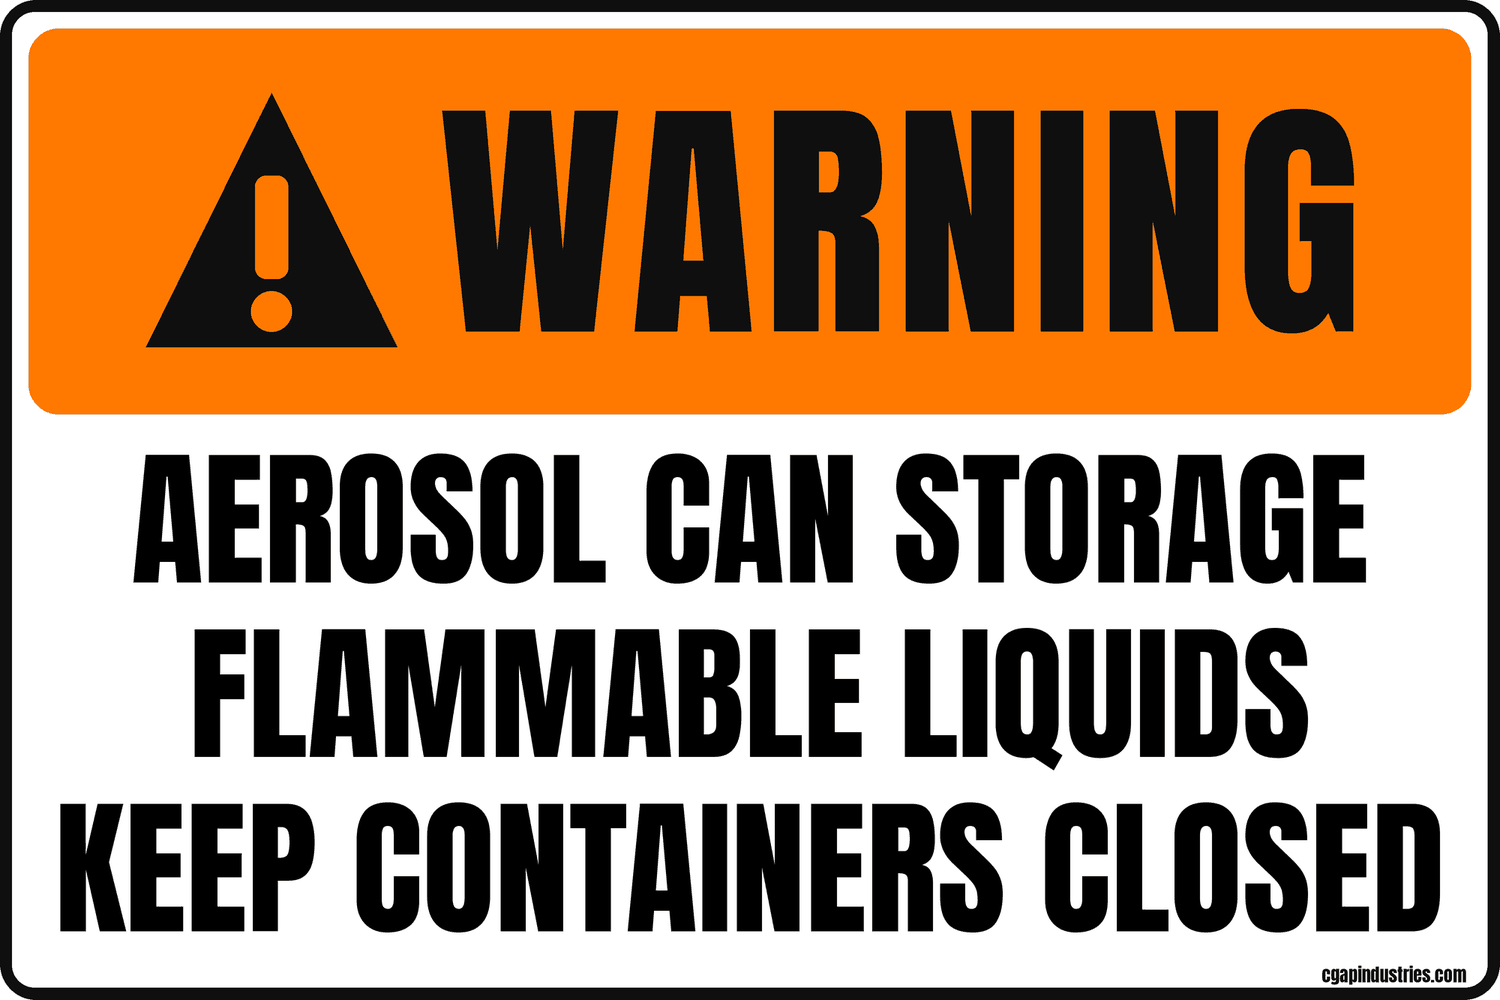 WARNING
AEROSOL CAN STORAGE
FLAMMABLE LIQUIDS
KEEP CONTAINERS CLOSED
cgapindustries.com